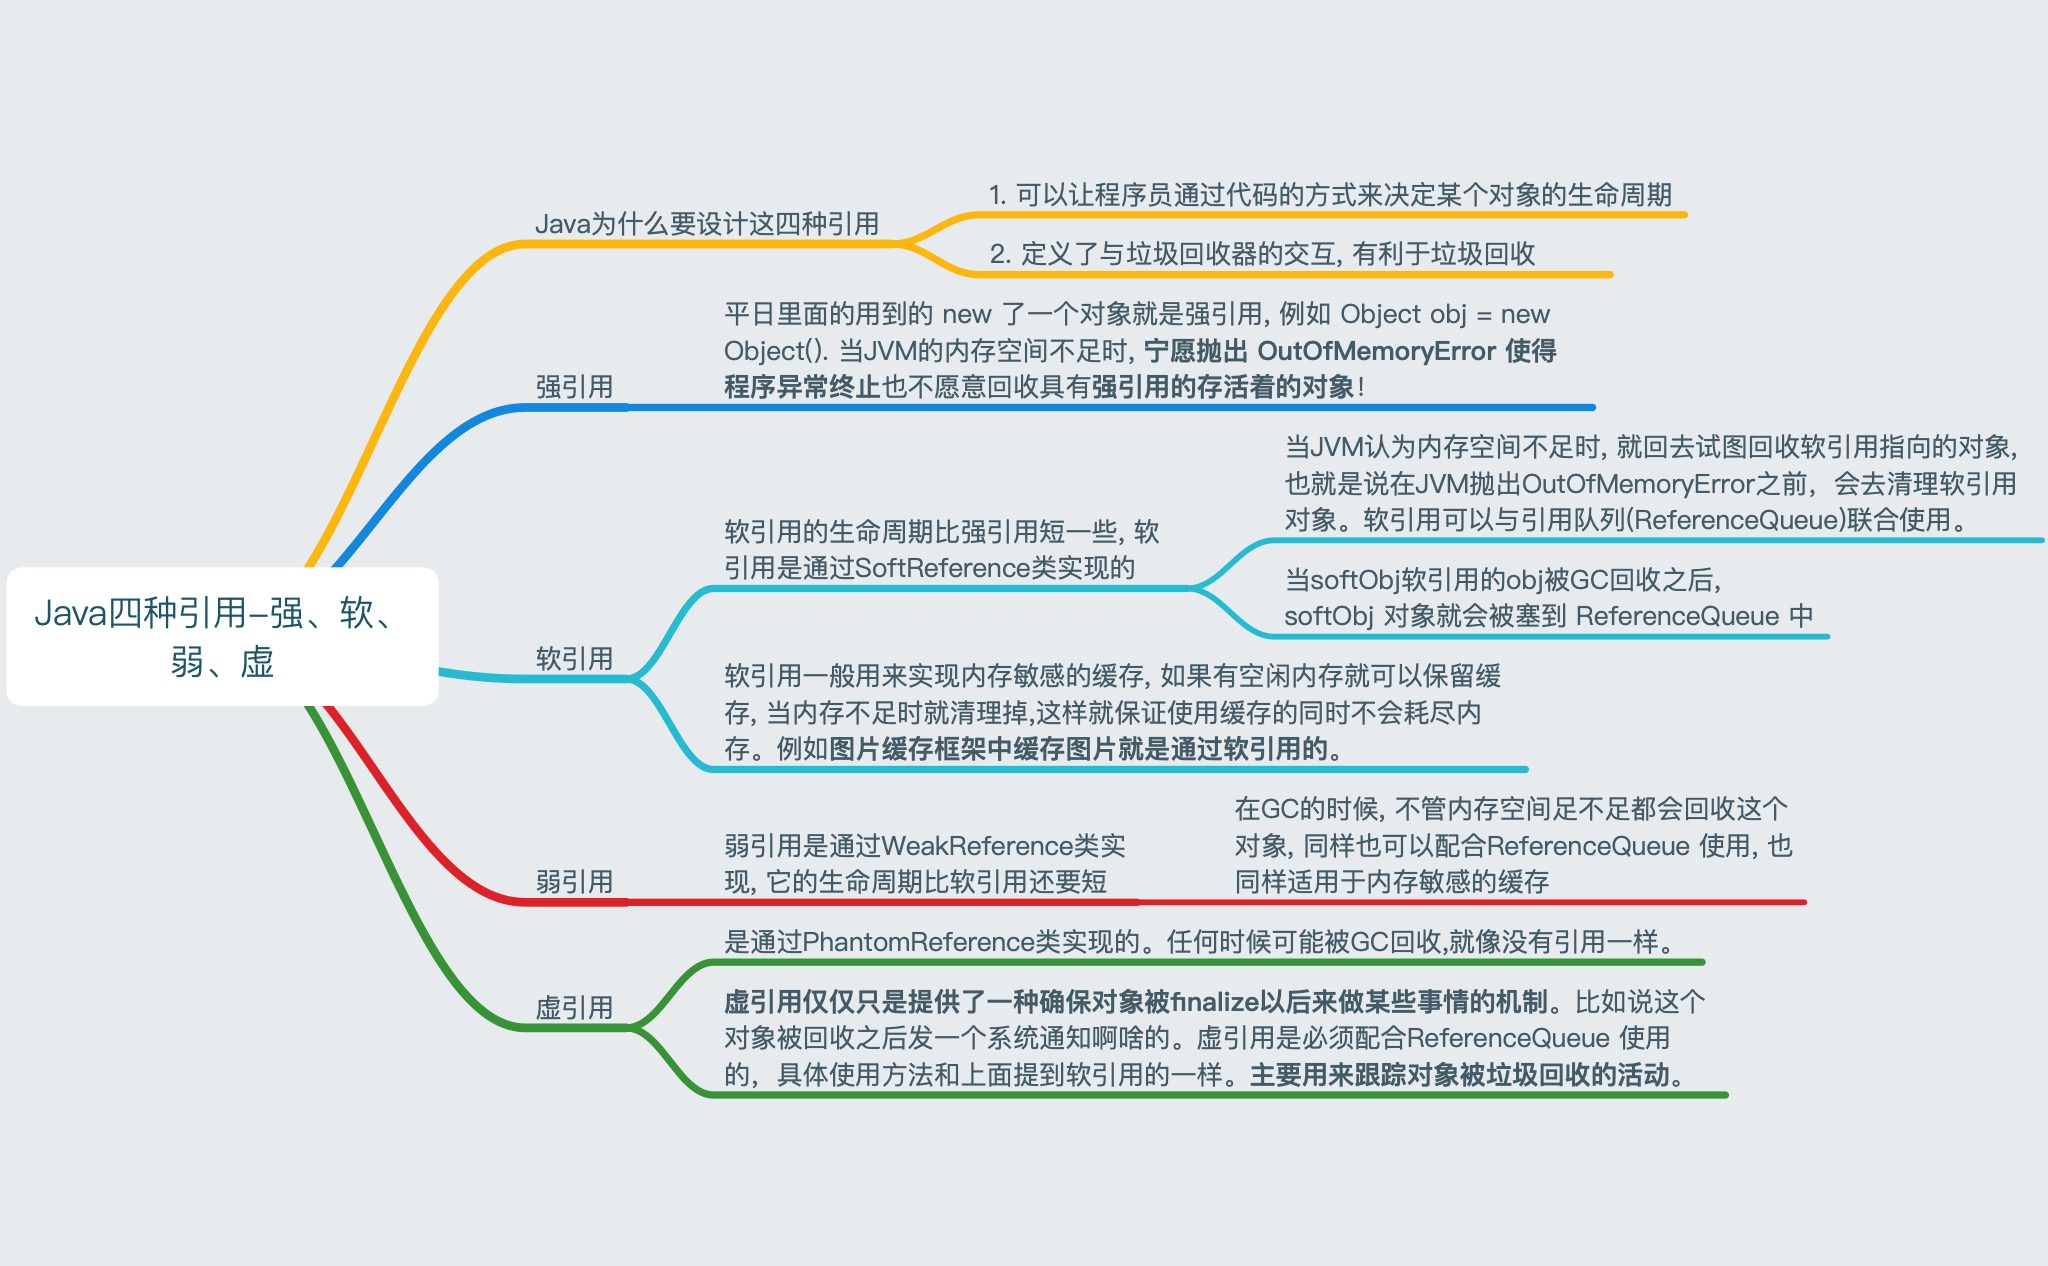 Java四种引用-强、软、
弱、虚
Java为什么要设计这四种引用
1. 可以让程序员通过代码的方式来决定某个对象的生命周期
2. 定义了与垃圾回收器的交互, 有利于垃圾回收
强引用
平日里面的用到的 new 了一个对象就是强引用, 例如 Object obj = new
Object(). 当JVM的内存空间不足时, 宁愿抛出 OutOfMemoryError 使得
程序异常终止也不愿意回收具有强引用的存活着的对象!
软引用
软引用的生命周期比强引用短一些, 软
引用是通过SoftReference类实现的
当JVM认为内存空间不足时, 就回去试图回收软引用指向的对象,
也就是说在JVM抛出OutOfMemoryError之前，会去清理软引用
对象。软引用可以与引用队列(ReferenceQueue)联合使用。
当softObj软引用的obj被GC回收之后,
softObj 对象就会被塞到 ReferenceQueue 中
软引用一般用来实现内存敏感的缓存, 如果有空闲内存就可以保留缓
存, 当内存不足时就清理掉,这样就保证使用缓存的同时不会耗尽内
存。例如图片缓存框架中缓存图片就是通过软引用的。
弱引用
弱引用是通过WeakReference类实
现, 它的生命周期比软引用还要短
在GC的时候, 不管内存空间足不足都会回收这个
对象, 同样也可以配合ReferenceQueue 使用, 也
同样适用于内存敏感的缓存
虚引用
是通过PhantomReference类实现的。任何时候可能被GC回收,就像没有引用一样。
虚引用仅仅只是提供了一种确保对象被finalize以后来做某些事情的机制。比如说这个
对象被回收之后发一个系统通知啊啥的。虚引用是必须配合ReferenceQueue 使用
的，具体使用方法和上面提到软引用的一样。主要用来跟踪对象被垃圾回收的活动。